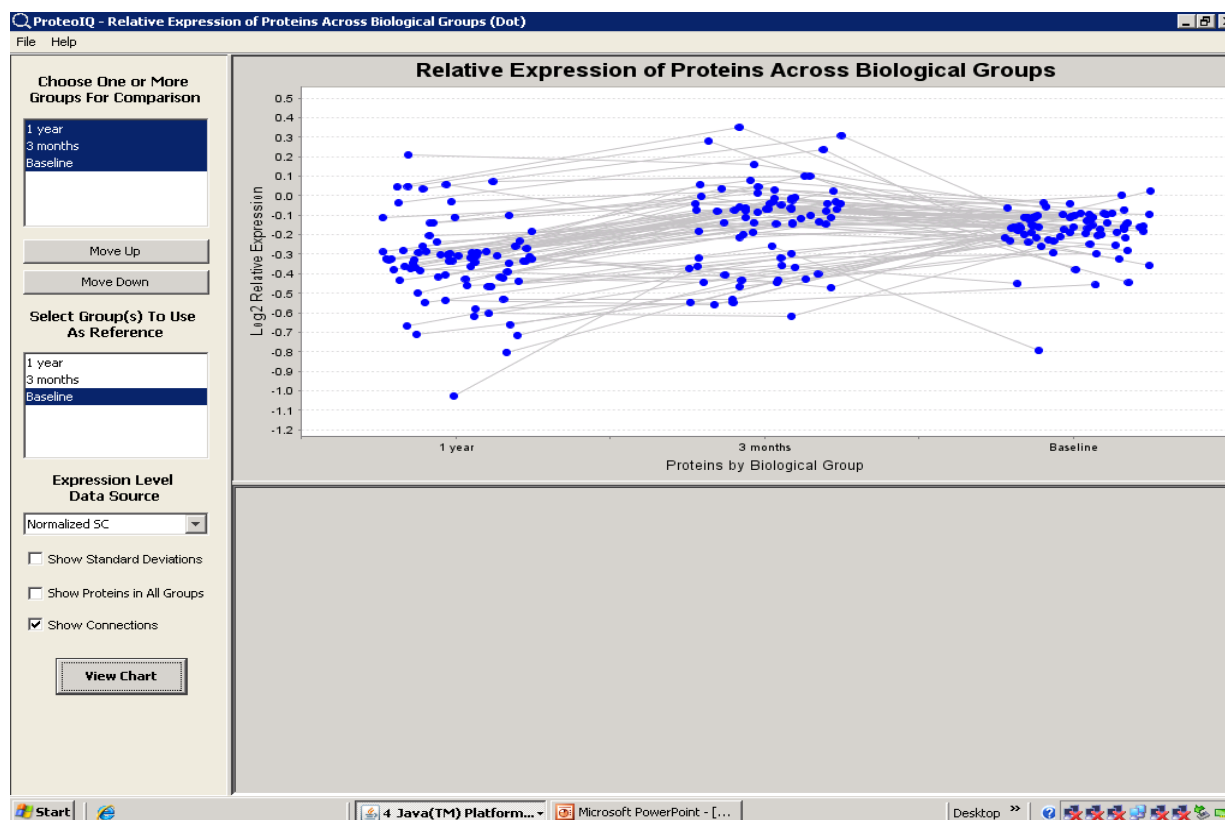 ProteoIQ - Relative Expression of Proteins Across Biological Groups (Dot)
File Help
Choose One or More
Groups For Comparison
1 year
3 months
Baseline
Move Up
Move Down
Select Group(s) To Use
As Reference
1 year
3 months
Baseline
Expression Level
Data Source
Normalized SC
Show Standard Deviations
Show Proteins in All Groups
Show Connections
View Chart
Relative Expression of Proteins Across Biological Groups
Log2 Relative Expression
0.5
0.4
0.3
0.2
0.1
0.0
-0.1
-0.2
-0.3
-0.4
-0.5
-0.6
-0.7
-0.8
-0.9
-1.0
-1.1
-1.2
1 year 3 months Baseline
Proteins by Biological Group
Start 4 Java(TM) Platform... Microsoft PowerPoint - [... Desktop »